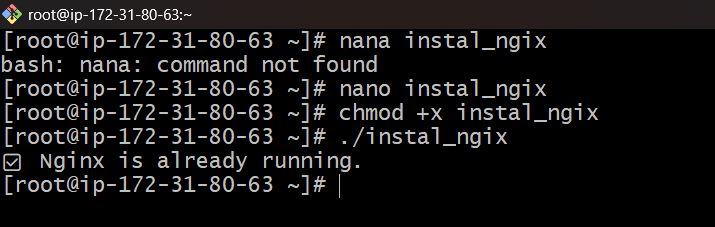 root@ip-172-31-80-63:~
[root@ip-172-31-80-63 ~]# nana instal_ngix
bash: nana: command not found
[root@ip-172-31-80-63 ~]# nano instal_ngix
[root@ip-172-31-80-63 ~]# chmod +x instal_ngix
[root@ip-172-31-80-63 ~]# ./instal_ngix
☑ Nginx is already running.
[root@ip-172-31-80-63 ~]#